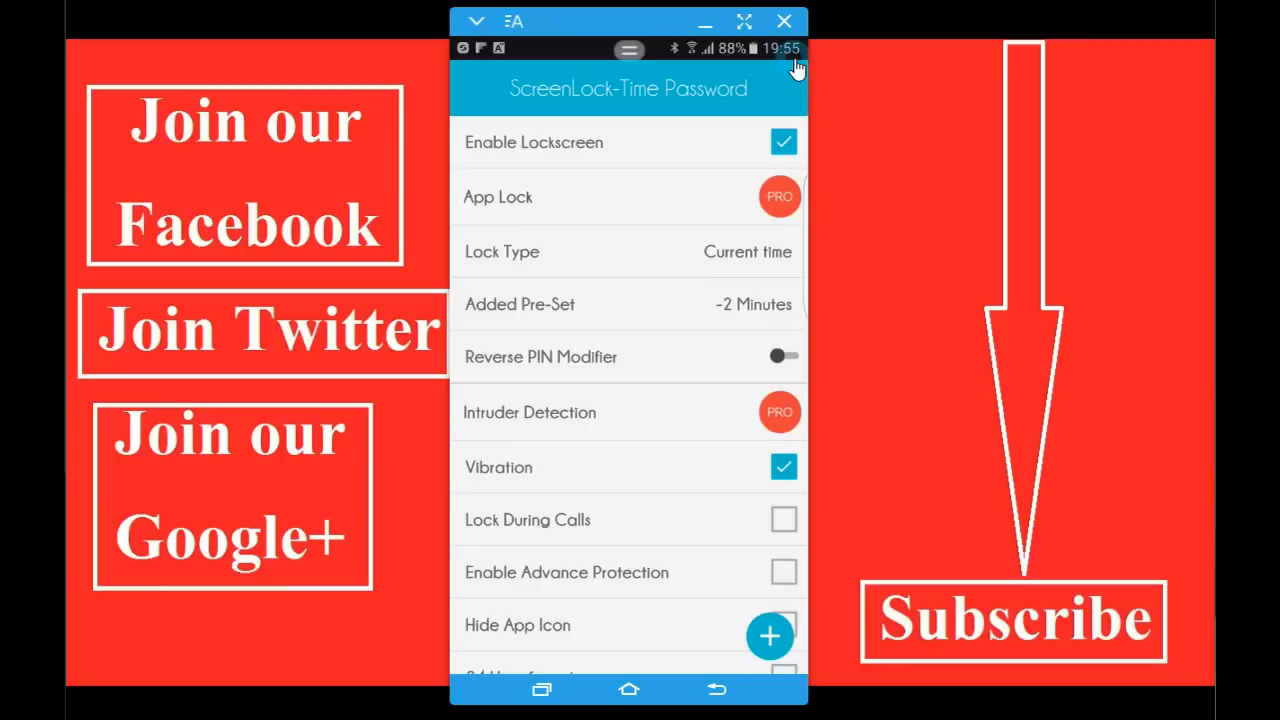 88% 19:55
ScreenLock-Time Password
Enable Lockscreen
App Lock PRO
Lock Type Current time
Added Pre-Set -2 Minutes
Reverse PIN Modifier
Intruder Detection PRO
Vibration
Lock During Calls
Enable Advance Protection
Hide App Icon
Join our
Facebook
Join Twitter
Join our
Google+
Subscribe